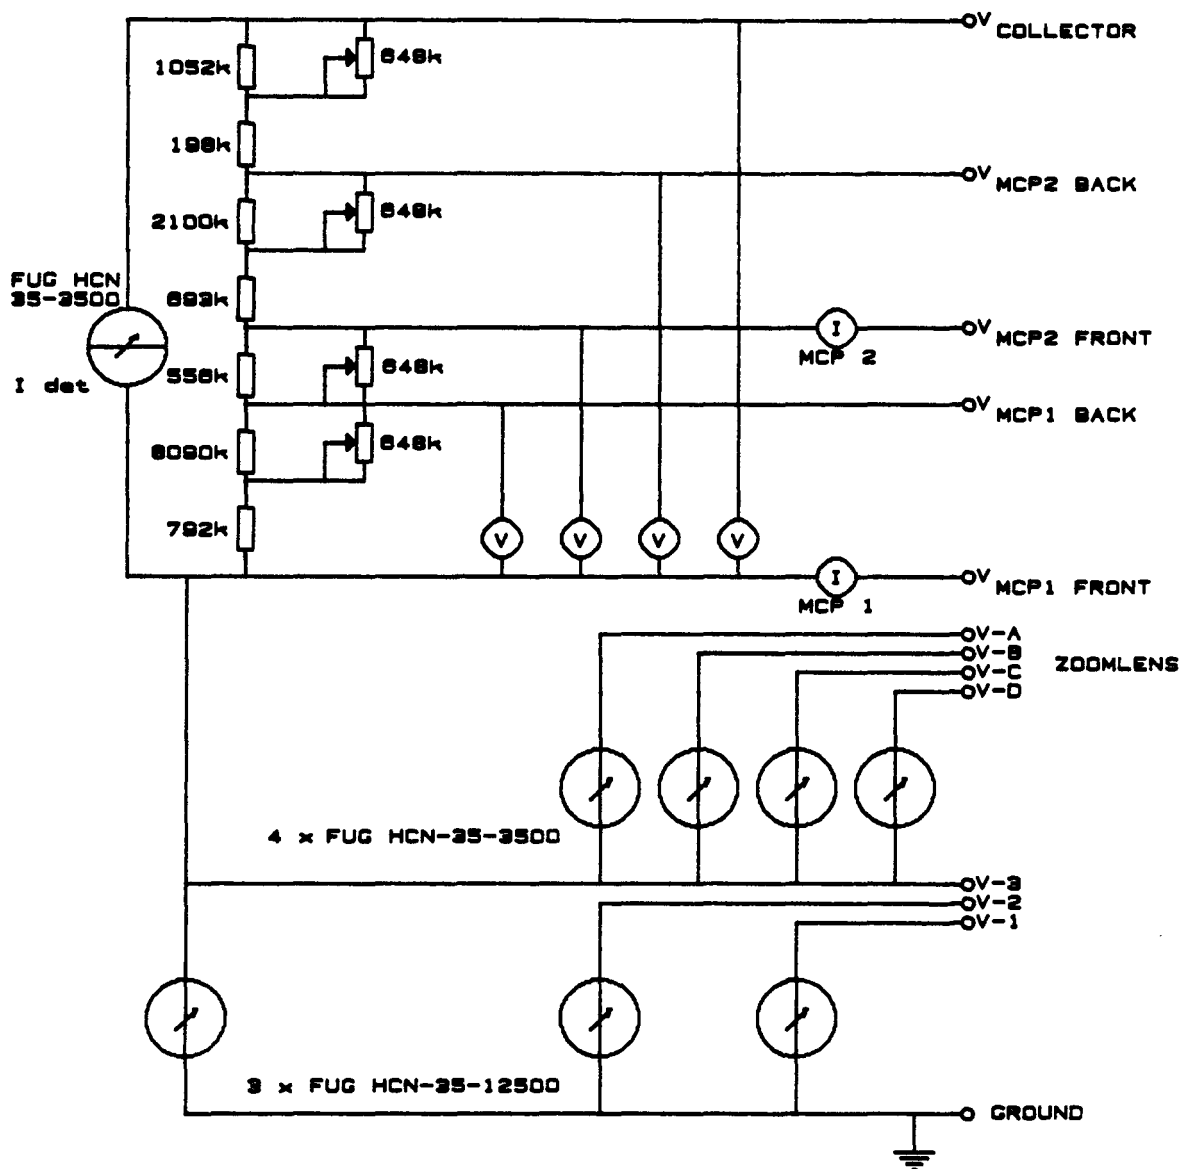 V COLLECTOR
1052k
648k
198k
V MCP2 BACK
2100k
648k
FUG HCN
35-3500
693k
V MCP2 FRONT
I
MCP 2
I det
556k
648k
V MCP1 BACK
6090k
648k
792k
V
V
V
V
I
MCP 1
V MCP1 FRONT
V-A
V-B
V-C
V-D
ZOOMLENS
4 x FUG HCN-35-3500
V-3
V-2
V-1
3 x FUG HCN-35-12500
GROUND